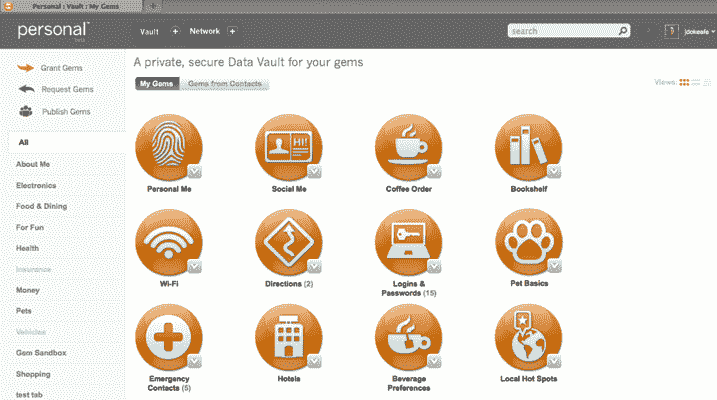 Personal : Vault : My Gems
personal™
beta
Vault +
Network +
search
jdokeefe
Grant Gems
Request Gems
Publish Gems
A private, secure Data Vault for your gems
My Gems
Gems from Contacts
Views:
All
About Me
Electronics
Food & Dining
For Fun
Health
Insurance
Money
Pets
Vehicles
Gem Sandbox
Shopping
test tab
Personal Me
HI!
Social Me
Coffee Order
Bookshelf
Wi-Fi
Directions (2)
Logins &
Passwords (15)
Pet Basics
Emergency
Contacts (5)
Hotels
Beverage
Preferences
Local Hot Spots